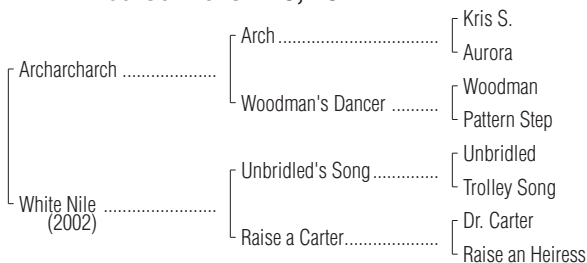 Kris S.
Arch
Aurora
Archarcharch
Woodman
Woodman's Dancer
Pattern Step
Unbridled
Unbridled's Song
Trolley Song
White Nile
(2002)
Dr. Carter
Raise a Carter
Raise an Heiress